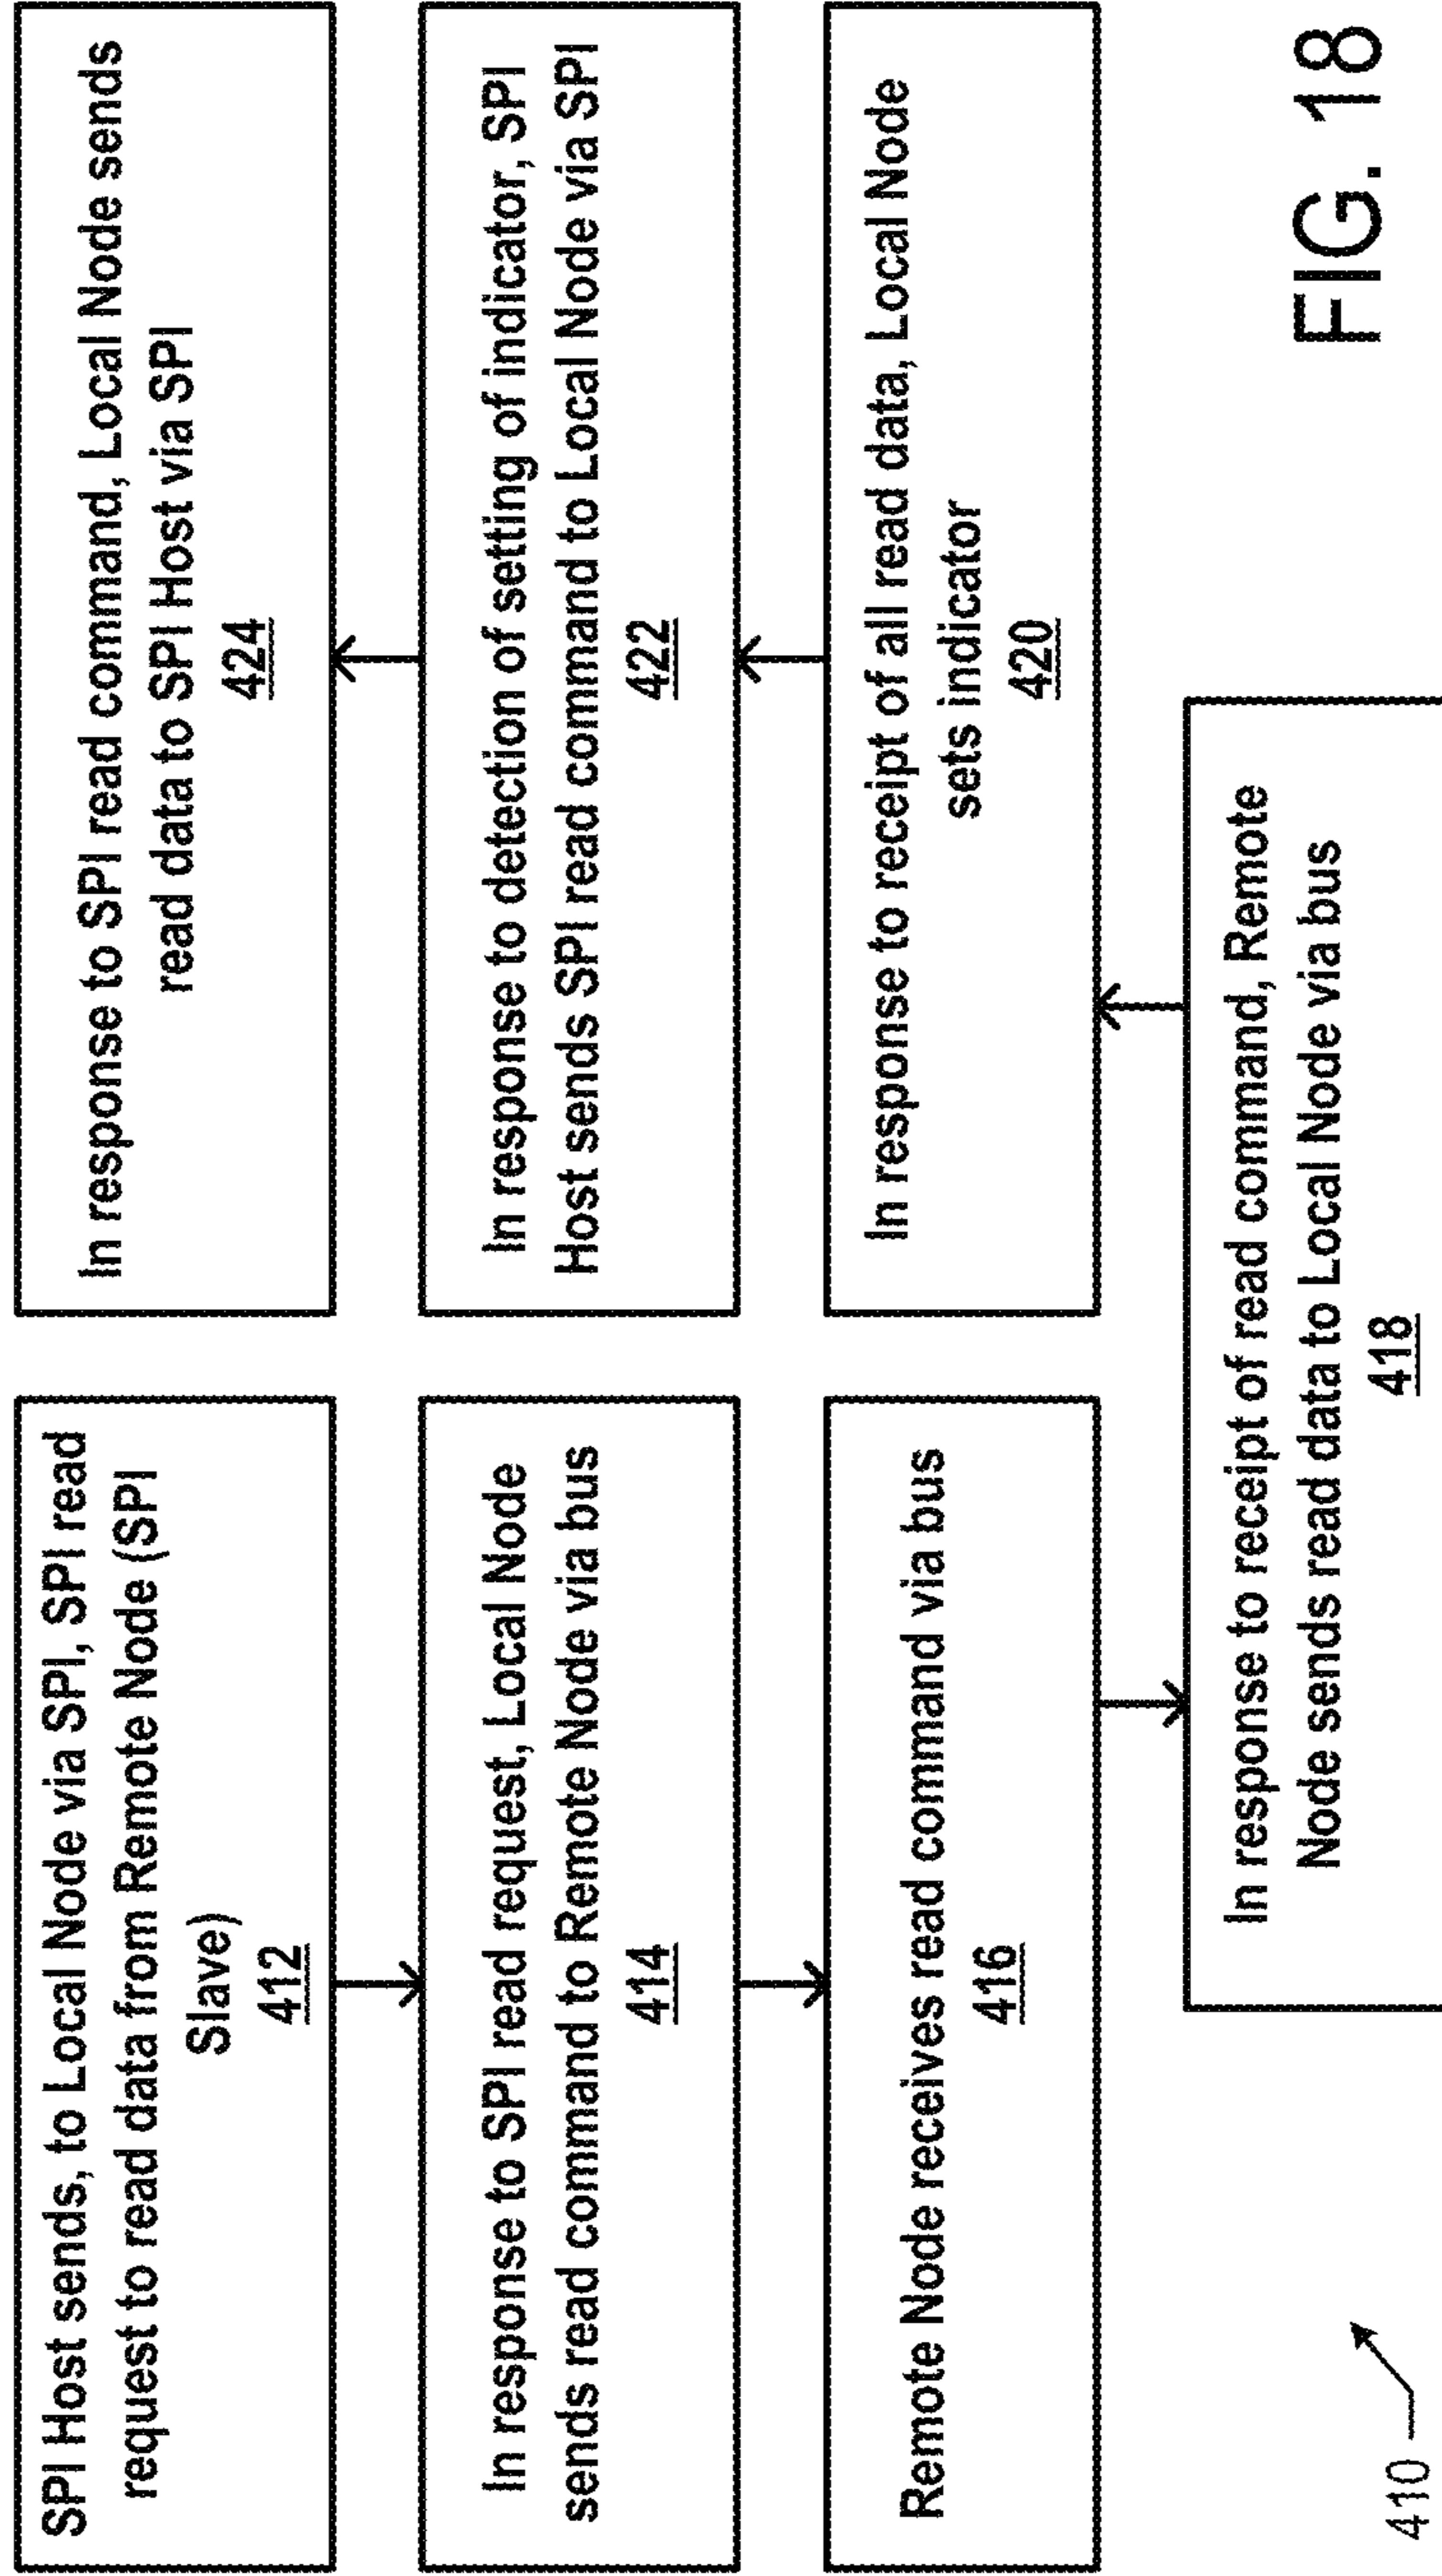 SPI Host sends, to Local Node via SPI, SPI read
request to read data from Remote Node (SPI
Slave)
412
In response to SPI read request, Local Node
sends read command to Remote Node via bus
414
Remote Node receives read command via bus
416
In response to receipt of read command, Remote
Node sends read data to Local Node via bus
418
In response to receipt of all read data, Local Node
sets indicator
420
In response to detection of setting of indicator, SPI
Host sends SPI read command to Local Node via SPI
422
In response to SPI read command, Local Node sends
read data to SPI Host via SPI
424
410
FIG. 18